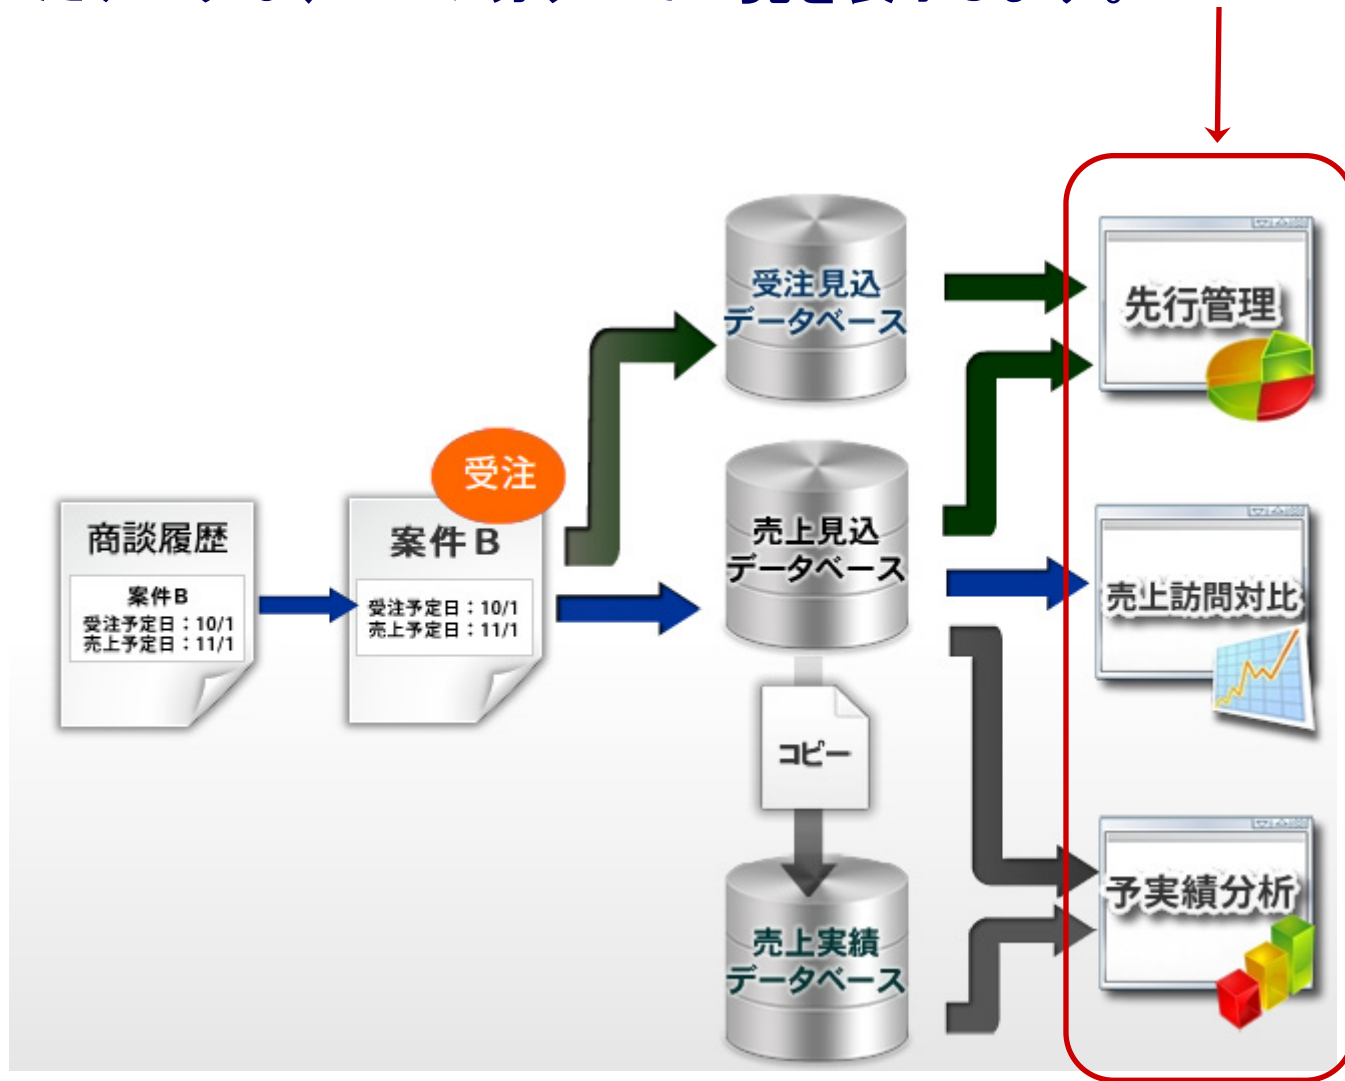 受注見込
データベース
先行管理
受注
商談履歴
案件B
受注予定日：10/1
売上予定日：11/1
案件B
受注予定日：10/1
売上予定日：11/1
売上見込
データベース
売上訪問対比
コピー
予実績分析
売上実績
データベース